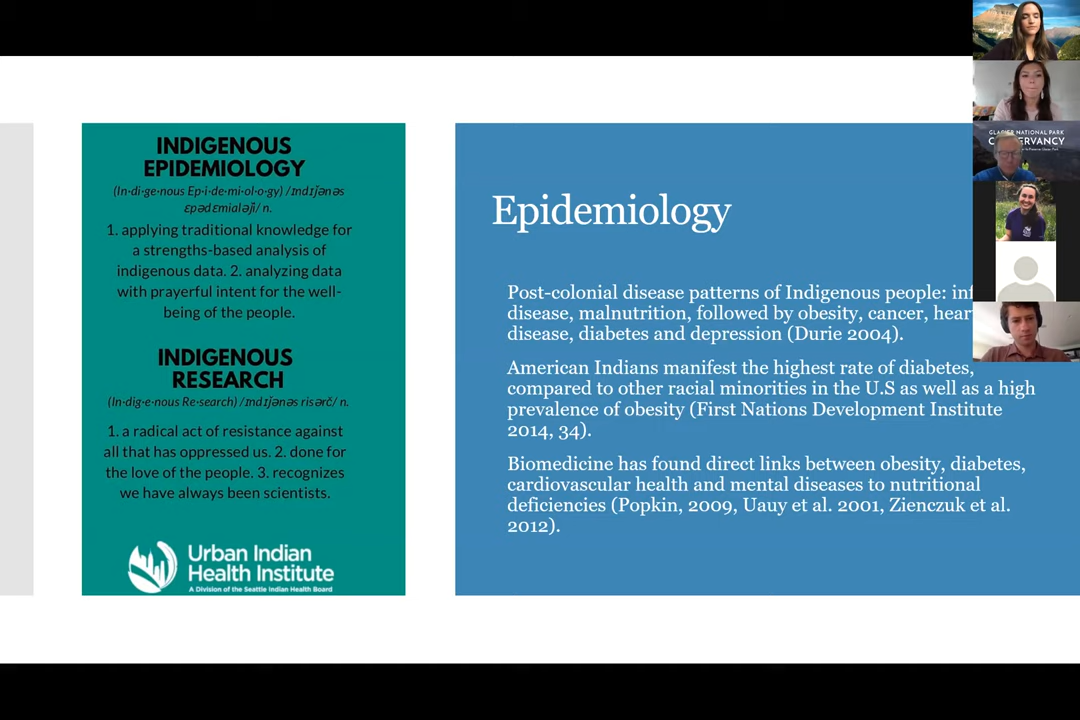 INDIGENOUS
EPIDEMIOLOGY
(In·di·ge·nous Ep·i·de·mi·ol·o·gy) /ɪndɪʝənəs
ɛpədɛmialəʝi/ n.
1. applying traditional knowledge for
a strengths-based analysis of
indigenous data. 2. analyzing data
with prayerful intent for the well-
being of the people.
INDIGENOUS
RESEARCH
(In·dig·e·nous Re·search) /ɪndɪʝənəs risərč/ n.
1. a radical act of resistance against
all that has oppressed us. 2. done for
the love of the people. 3. recognizes
we have always been scientists.
Urban Indian
Health Institute
A Division of the Seattle Indian Health Board
Epidemiology
Post-colonial disease patterns of Indigenous people:
disease, malnutrition, followed by obesity, cancer,
disease, diabetes and depression (Durie 2004).
American Indians manifest the highest rate of diabetes,
compared to other racial minorities in the U.S as well as a high
prevalence of obesity (First Nations Development Institute
2014, 34).
Biomedicine has found direct links between obesity, diabetes,
cardiovascular health and mental diseases to nutritional
deficiencies (Popkin, 2009, Uauy et al. 2001, Zienczuk et al.
2012).
NATIONAL PARK